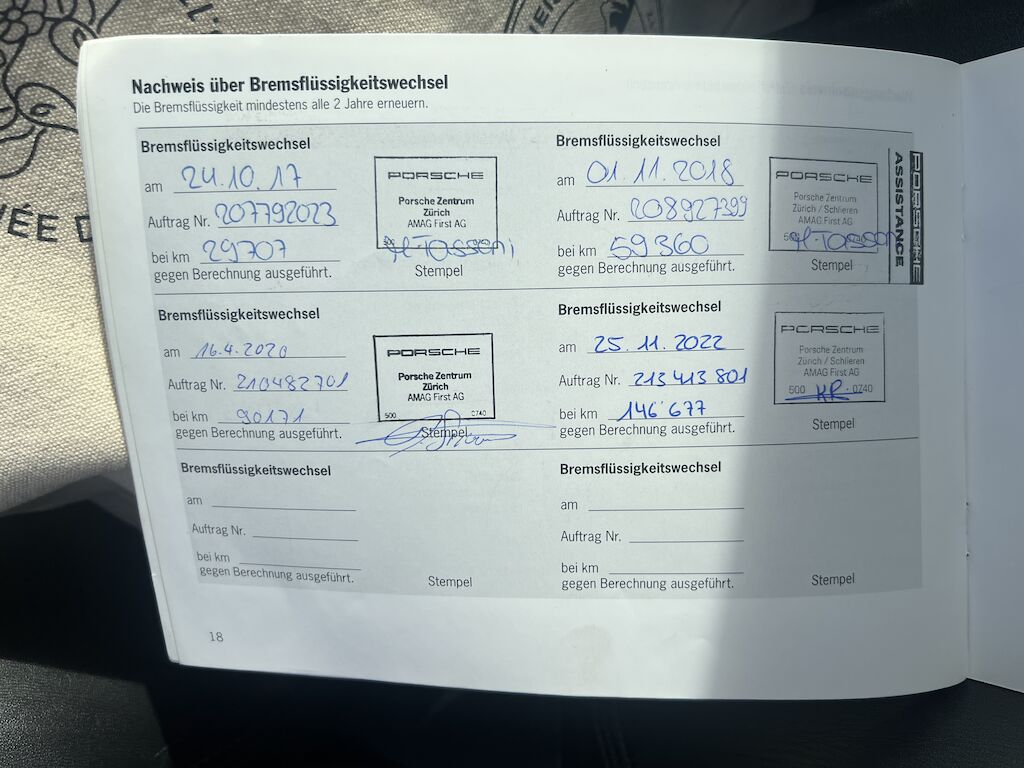 Nachweis über Bremsflüssigkeitswechsel
Die Bremsflüssigkeit mindestens alle 2 Jahre erneuern.
Bremsflüssigkeitswechsel
am 24.10.17
Auftrag Nr. 207792023
bei km 29707
gegen Berechnung ausgeführt.
PORSCHE
Porsche Zentrum
Zürich
AMAG First AG
Stempel
Bremsflüssigkeitswechsel
am 01.11.2018
Auftrag Nr. 208927399
bei km 59360
gegen Berechnung ausgeführt.
PORSCHE
Porsche Zentrum
Zürich / Schlieren
AMAG First AG
Stempel
PORSCHE
ASSISTANCE
Bremsflüssigkeitswechsel
am 16.4.2020
Auftrag Nr. 210482701
bei km 90171
gegen Berechnung ausgeführt.
PORSCHE
Porsche Zentrum
Zürich
AMAG First AG
500 0740
Stempel
Bremsflüssigkeitswechsel
am 25.11.2022
Auftrag Nr. 213413801
bei km 146'677
gegen Berechnung ausgeführt.
PORSCHE
Porsche Zentrum
Zürich / Schlieren
AMAG First AG
500 KR 0740
Stempel
Bremsflüssigkeitswechsel
am
Auftrag Nr.
bei km
gegen Berechnung ausgeführt.
Stempel
Bremsflüssigkeitswechsel
am
Auftrag Nr.
bei km
gegen Berechnung ausgeführt.
Stempel
18